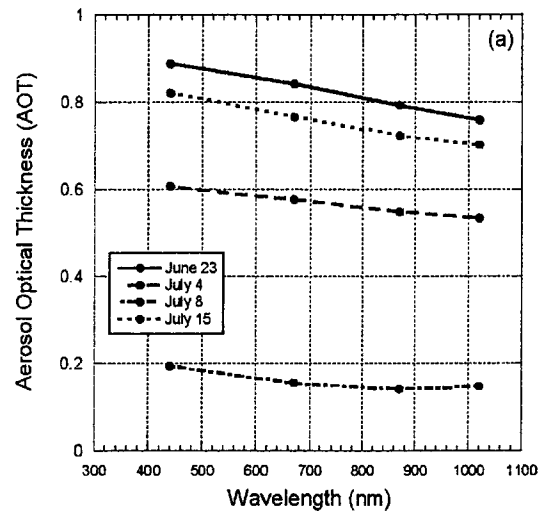 (a)
Aerosol Optical Thickness (AOT)
1
0.8
0.6
0.4
0.2
0
June 23
July 4
July 8
July 15
300 400 500 600 700 800 900 1000 1100
Wavelength (nm)